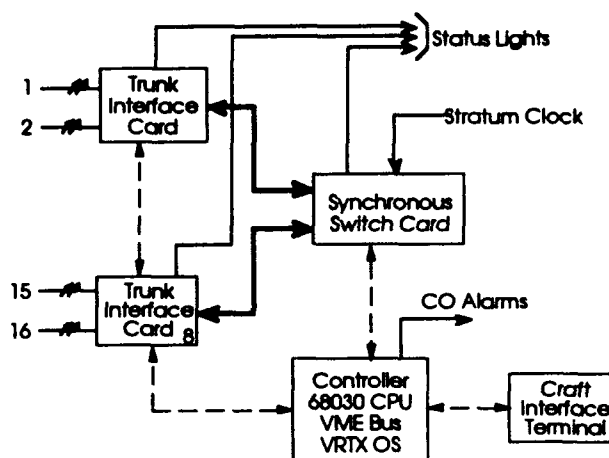 Status Lights
1
Trunk
Interface
Card
2
Stratum Clock
Synchronous
Switch Card
15
Trunk
Interface
Card
8
16
CO Alarms
Controller
68030 CPU
VME Bus
VRTX OS
Craft
Interface
Terminal